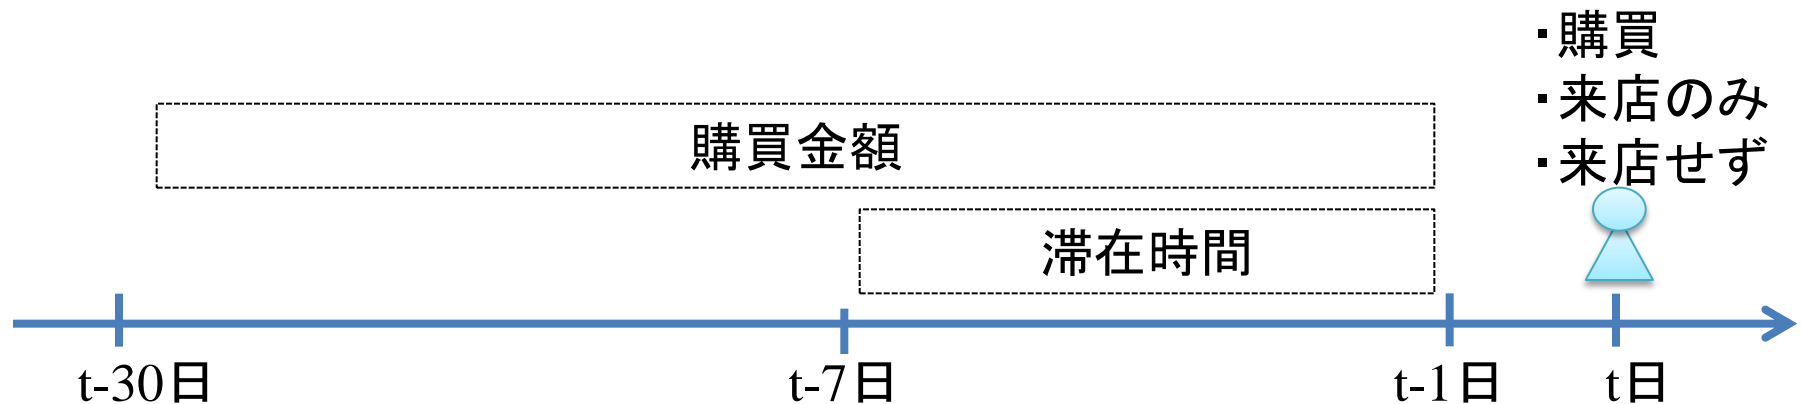 ・購買
・来店のみ
・来店せず
購買金額
滞在時間
t-30日
t-7日
t-1日
t日